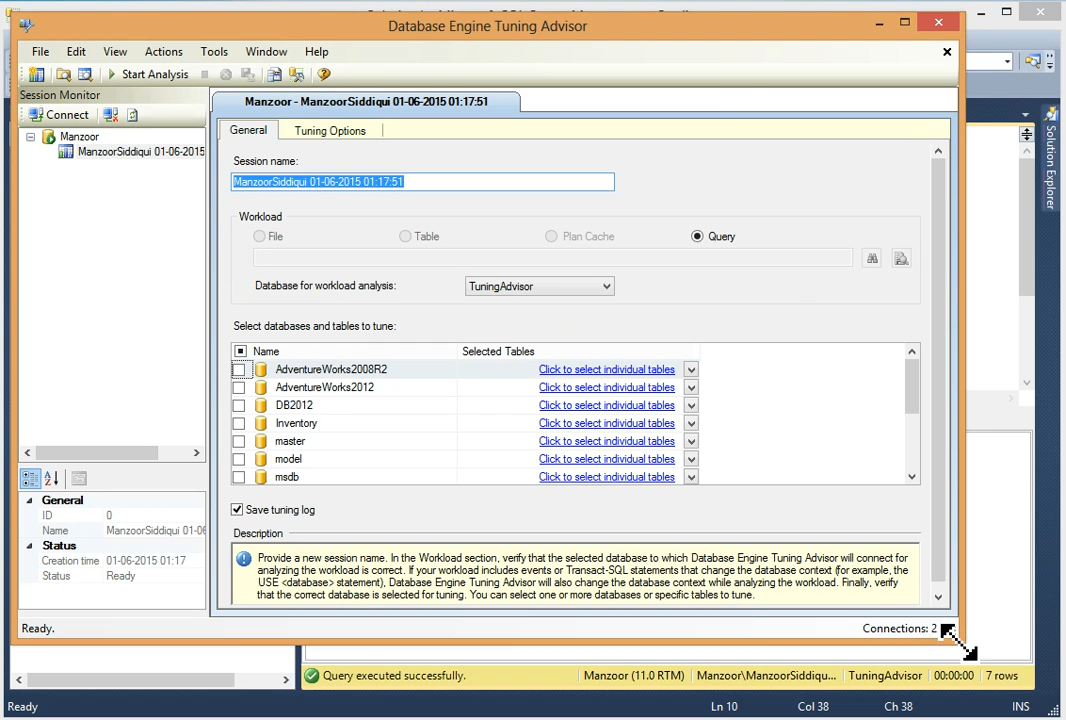 Database Engine Tuning Advisor
File Edit View Actions Tools Window Help
Start Analysis
Session Monitor
Connect
Manzoor
ManzoorSiddiqui 01-06-2015
General
ID 0
Name ManzoorSiddiqui 01-06
Status
Creation time 01-06-2015 01:17
Status Ready
Manzoor - ManzoorSiddiqui 01-06-2015 01:17:51
General Tuning Options
Session name:
ManzoorSiddiqui 01-06-2015 01:17:51
Workload
File Table Plan Cache Query
Database for workload analysis: TuningAdvisor
Select databases and tables to tune:
Name Selected Tables
AdventureWorks2008R2 Click to select individual tables
AdventureWorks2012 Click to select individual tables
DB2012 Click to select individual tables
Inventory Click to select individual tables
master Click to select individual tables
model Click to select individual tables
msdb Click to select individual tables
Save tuning log
Description
Provide a new session name. In the Workload section, verify that the selected database to which Database Engine Tuning Advisor will connect for
analyzing the workload is correct. If your workload includes events or Transact-SQL statements that change the database context (for example, the
USE <database> statement), Database Engine Tuning Advisor will also change the database context while analyzing the workload. Finally, verify
that the correct database is selected for tuning. You can select one or more databases or specific tables to tune.
Ready. Connections: 2
Solution Explorer
Query executed successfully. Manzoor (11.0 RTM) Manzoor\ManzoorSiddiqu... TuningAdvisor 00:00:00 7 rows
Ready Ln 10 Col 38 Ch 38 INS